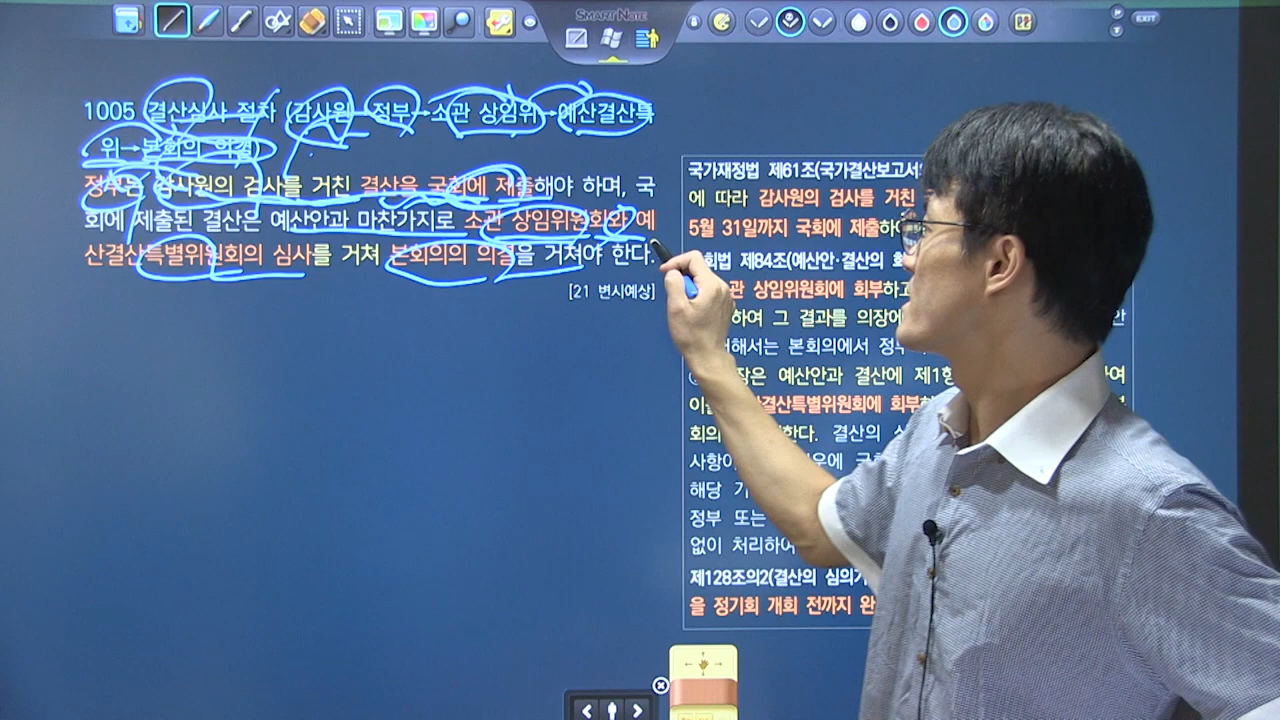 SMARTNOTE
EXIT
1005 결산심사 절차 (감사원→정부→소관 상임위→예산결산특
위→본회의 의결)
정부는 감사원의 검사를 거친 결산을 국회에 제출해야 하며, 국
회에 제출된 결산은 예산안과 마찬가지로 소관 상임위원회와 예
산결산특별위원회의 심사를 거쳐 본회의의 의결을 거쳐야 한다.
[21 변시예상]
국가재정법 제61조(국가결산보고서의
에 따라 감사원의 검사를 거친
5월 31일까지 국회에 제출하
회법 제84조(예산안·결산의 회
관 상임위원회에 회부하고
하여 그 결과를 의장에
해서는 본회의에서 정부
장은 예산안과 결산에 제1항
결산특별위원회에 회부
회의 한다. 결산의
사항이 우에 국
해당 기
정부 또는
없이 처리하여
제128조의2(결산의 심의기
을 정기회 개회 전까지 완